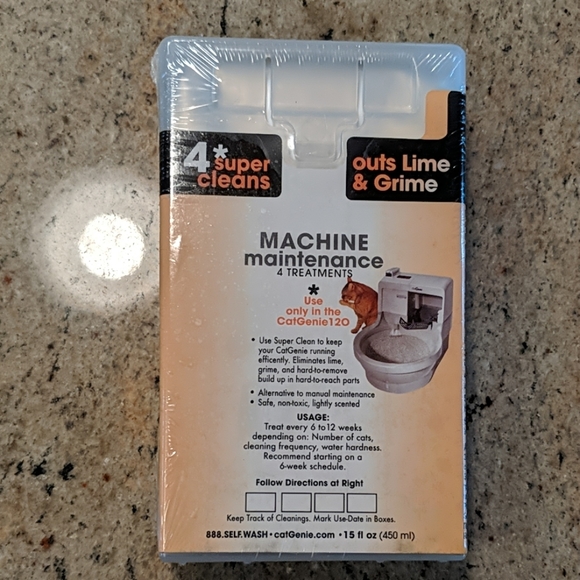 4* super
cleans
outs Lime
& Grime
MACHINE
maintenance
4 TREATMENTS
*
Use
only in the
CatGenie120
• Use Super Clean to keep
your CatGenie running
efficently. Eliminates lime,
grime, and hard-to-remove
build up in hard-to-reach parts
• Alternative to manual maintenance
• Safe, non-toxic, lightly scented
USAGE:
Treat every 6 to12 weeks
depending on: Number of cats,
cleaning frequency, water hardness.
Recommend starting on a
6-week schedule.
Follow Directions at Right
Keep Track of Cleanings. Mark Use-Date in Boxes.
888.SELF.WASH • catGenie.com • 15 fl oz (450 ml)